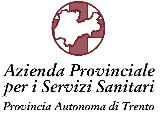 Azienda Provinciale
per i Servizi Sanitari
Provincia Autonoma di Trento